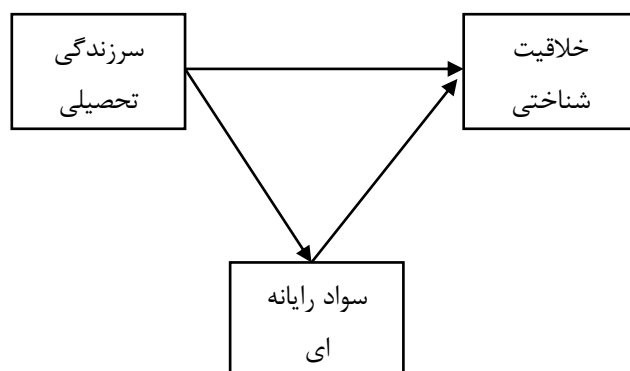 خلاقیت
شناختی
سرزندگی
تحصیلی
سواد رایانه
ای